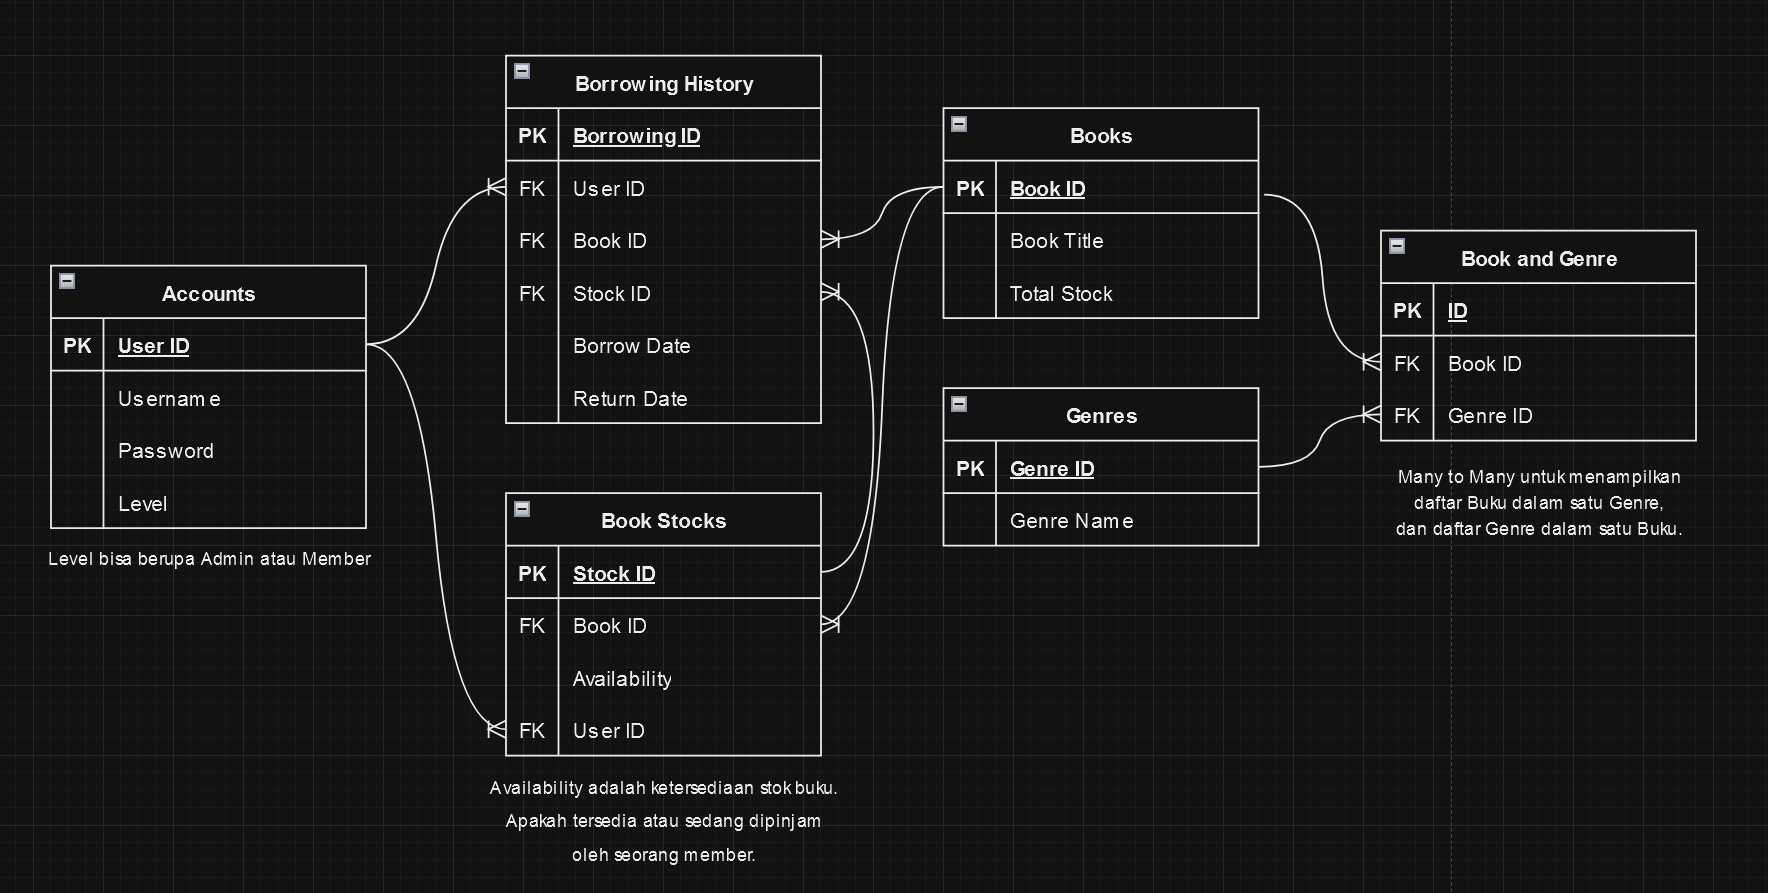 Borrowing History
PK Borrowing ID
FK User ID
FK Book ID
FK Stock ID
Borrow Date
Return Date
Books
PK Book ID
Book Title
Total Stock
Book and Genre
PK ID
FK Book ID
FK Genre ID
Many to Many untuk menampilkan
daftar Buku dalam satu Genre,
dan daftar Genre dalam satu Buku.
Accounts
PK User ID
Username
Password
Level
Level bisa berupa Admin atau Member
Genres
PK Genre ID
Genre Name
Book Stocks
PK Stock ID
FK Book ID
Availability
FK User ID
Availability adalah ketersediaan stok buku.
Apakah tersedia atau sedang dipinjam
oleh seorang member.